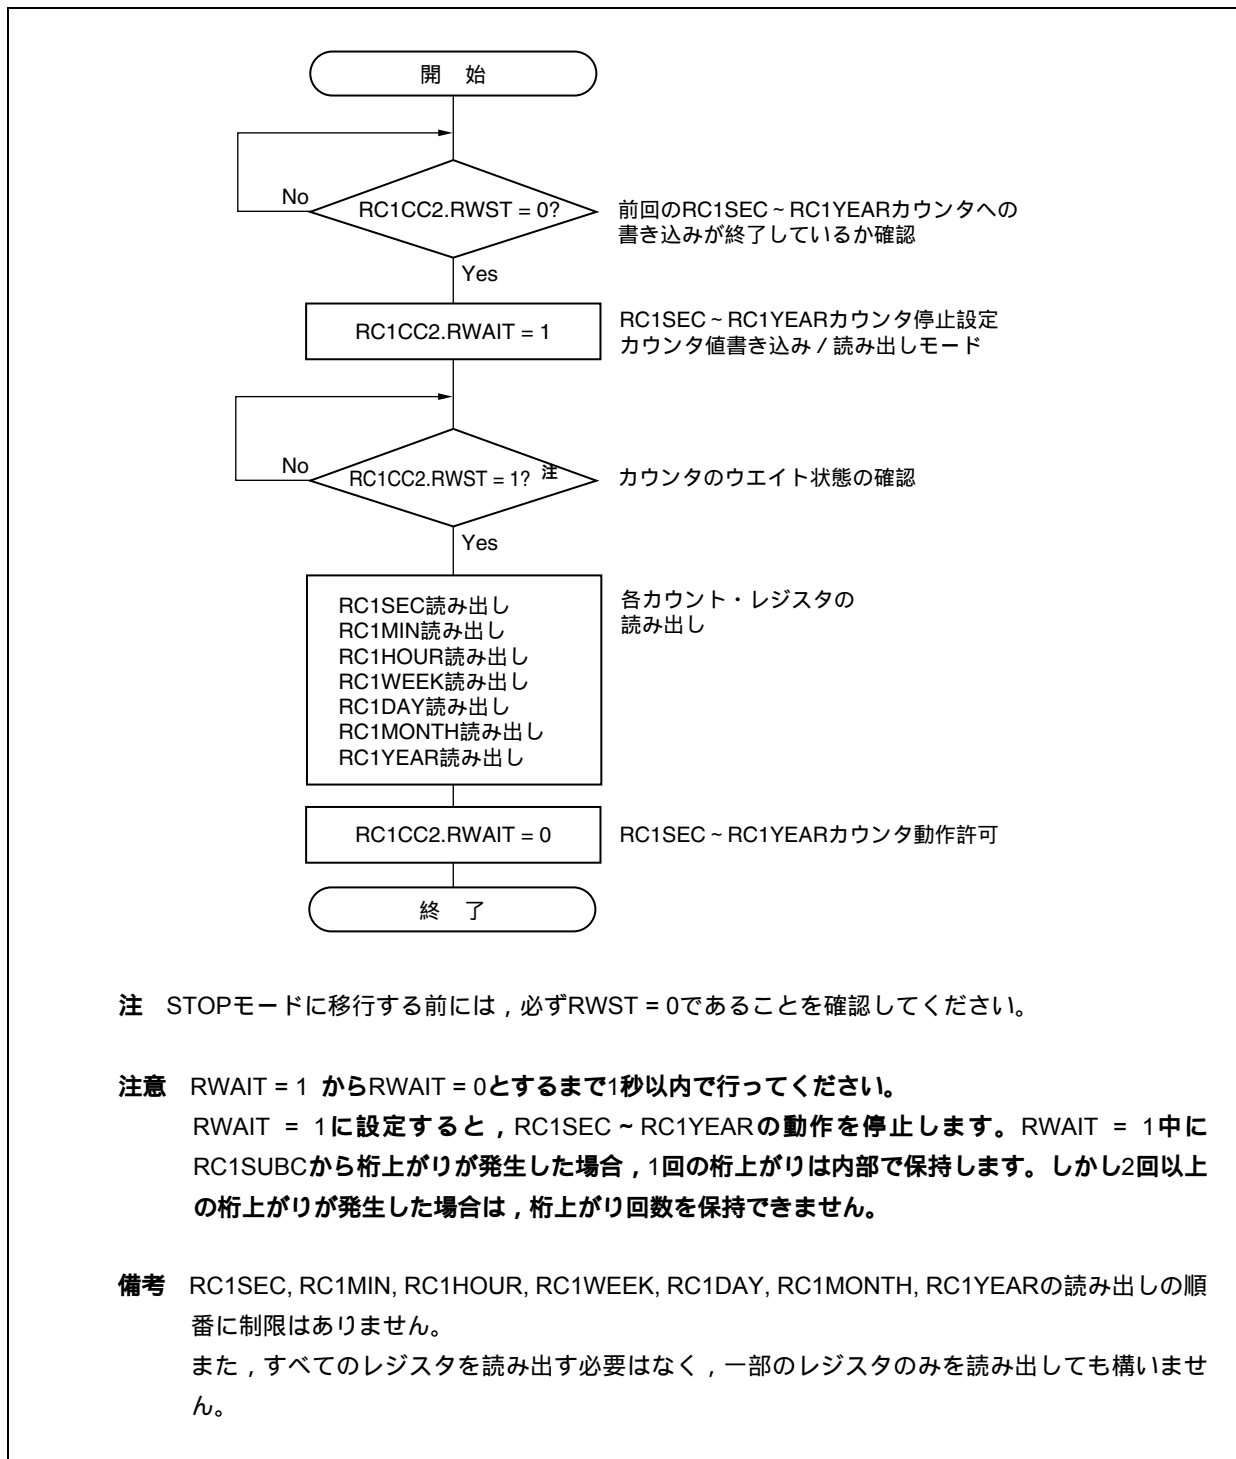 開 始
No
RC1CC2.RWST = 0?
前回のRC1SEC~RC1YEARカウンタへの
書き込みが終了しているか確認
Yes
RC1CC2.RWAIT = 1
RC1SEC~RC1YEARカウンタ停止設定
カウンタ値書き込み / 読み出しモード
No
RC1CC2.RWST = 1? 注
カウンタのウエイト状態の確認
Yes
RC1SEC読み出し
RC1MIN読み出し
RC1HOUR読み出し
RC1WEEK読み出し
RC1DAY読み出し
RC1MONTH読み出し
RC1YEAR読み出し
各カウント・レジスタの
読み出し
RC1CC2.RWAIT = 0
RC1SEC~RC1YEARカウンタ動作許可
終 了
注 STOPモードに移行する前には,必ずRWST = 0であることを確認してください。
注意 RWAIT = 1 からRWAIT = 0とするまで1秒以内で行ってください。
RWAIT = 1に設定すると,RC1SEC~RC1YEARの動作を停止します。RWAIT = 1中に
RC1SUBCから桁上がりが発生した場合,1回の桁上がりは内部で保持します。しかし2回以上
の桁上がりが発生した場合は,桁上がり回数を保持できません。
備考 RC1SEC, RC1MIN, RC1HOUR, RC1WEEK, RC1DAY, RC1MONTH, RC1YEARの読み出しの順
番に制限はありません。
また,すべてのレジスタを読み出す必要はなく,一部のレジスタのみを読み出しても構いませ
ん。